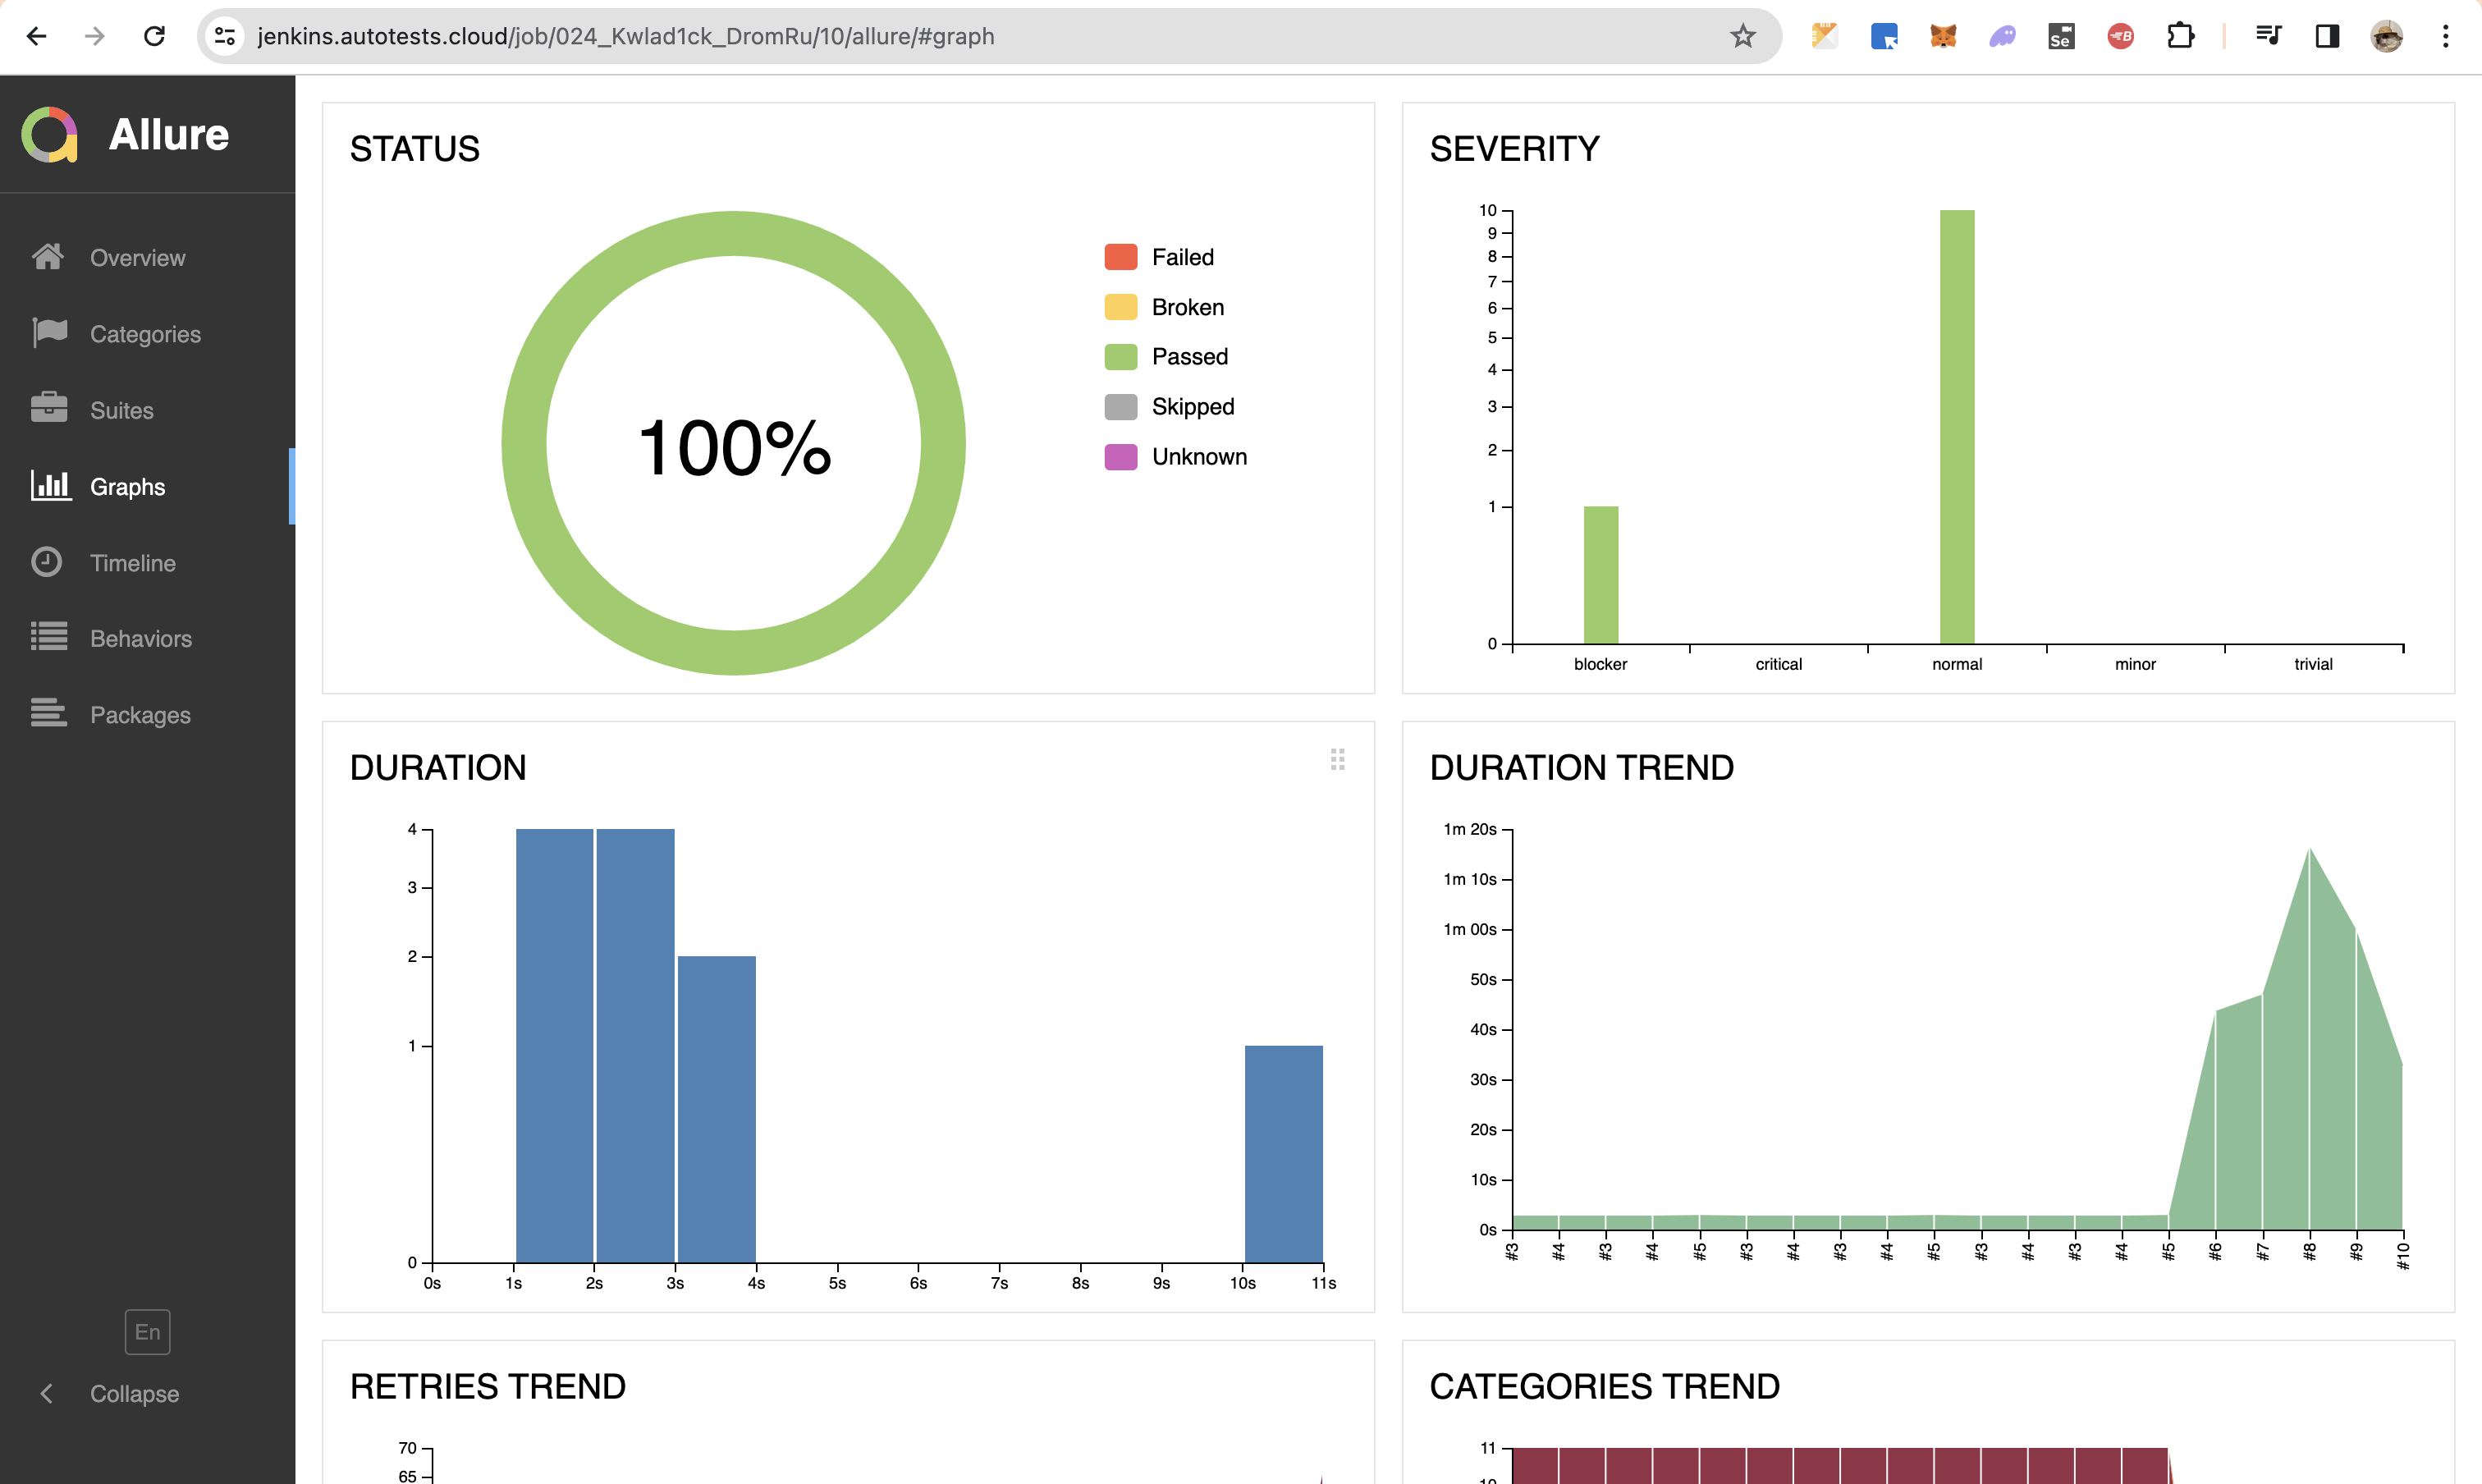 jenkins.autotests.cloud/job/024_Kwlad1ck_DromRu/10/allure/#graph
Se
B
Allure
Overview
Categories
Suites
Graphs
Timeline
Behaviors
Packages
En
Collapse
STATUS
100%
Failed
Broken
Passed
Skipped
Unknown
SEVERITY
10
9
8
7
6
5
4
3
2
1
0
blocker critical normal minor trivial
DURATION
4
3
2
1
0
0s 1s 2s 3s 4s 5s 6s 7s 8s 9s 10s 11s
DURATION TREND
1m 20s
1m 10s
1m 00s
50s
40s
30s
20s
10s
0s
#3 #4 #3 #4 #5 #3 #4 #3 #4 #5 #3 #4 #3 #4 #5 #6 #7 #8 #9 #10
RETRIES TREND
70
65
CATEGORIES TREND
11
10